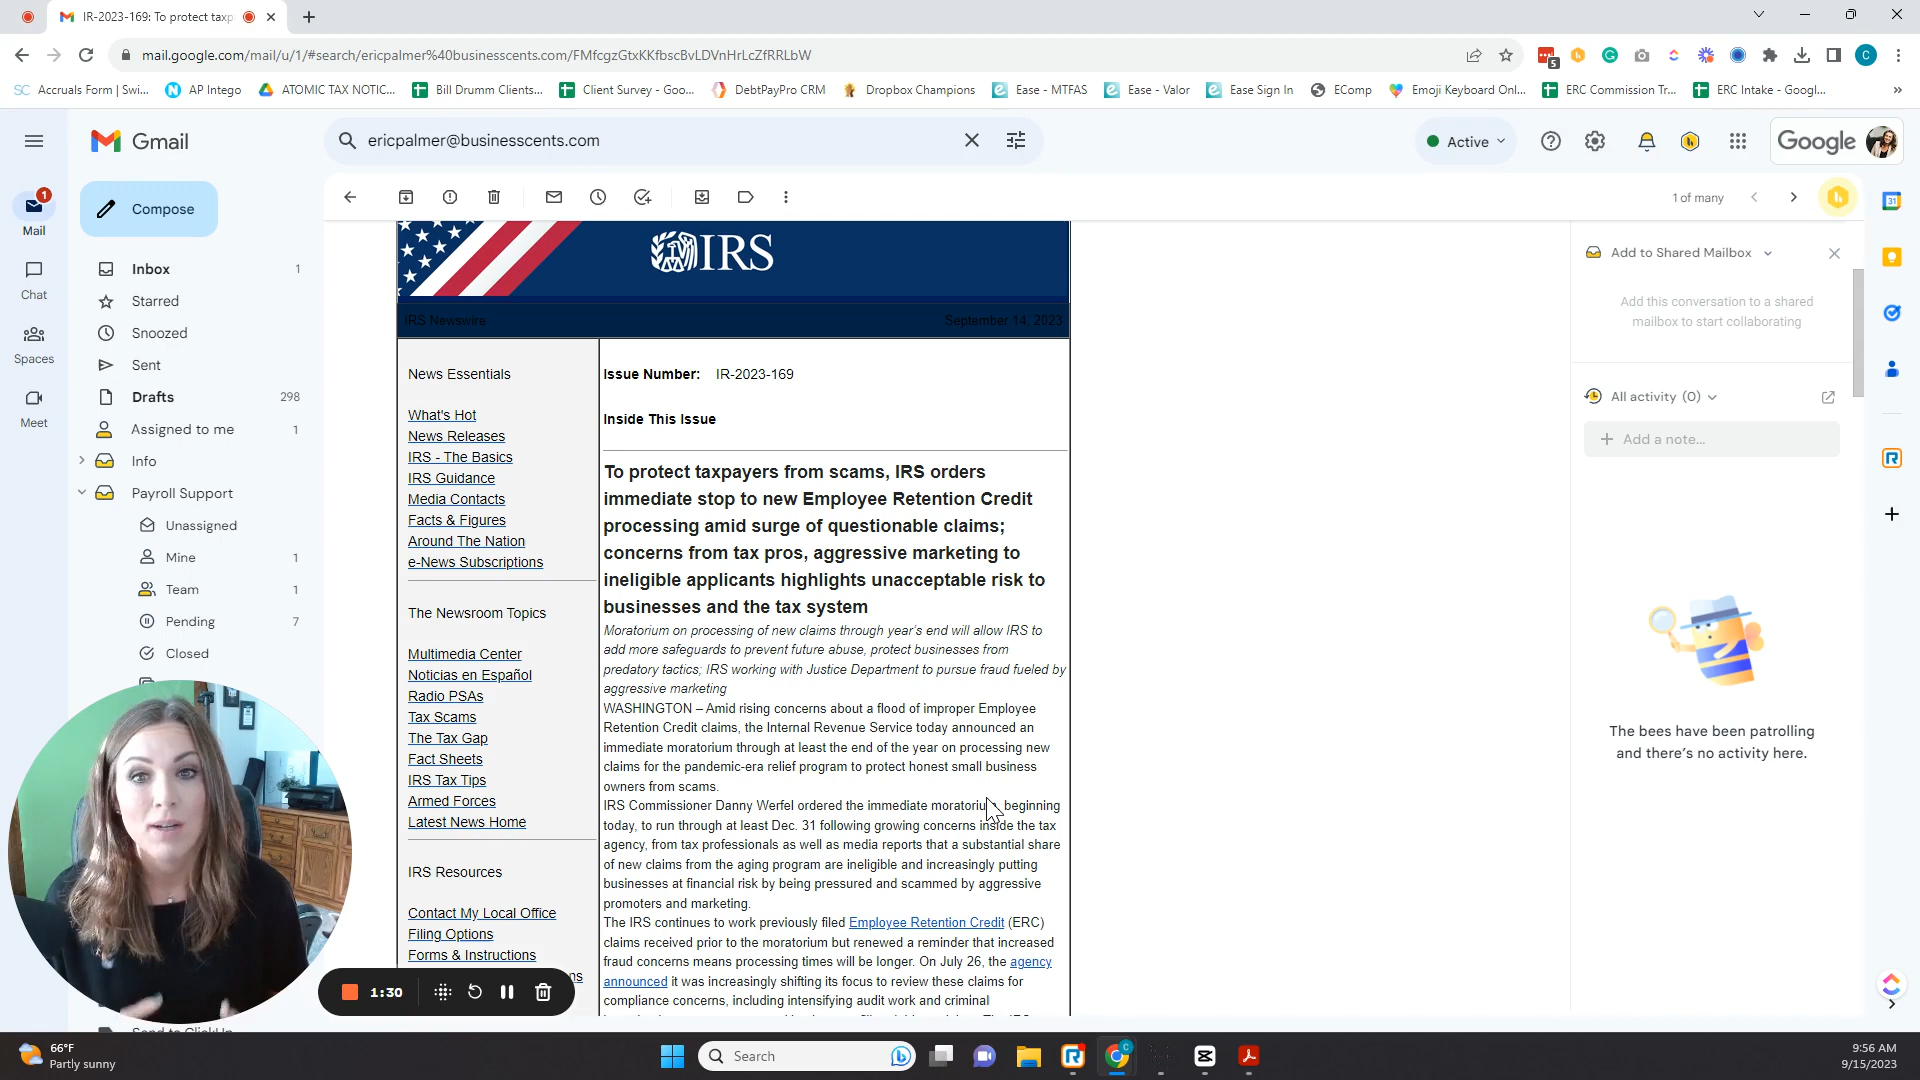 IR-2023-169: To protect taxp
mail.google.com/mail/u/1/#search/ericpalmer%40businesscents.com/FMfcgzGtxKKfbscBvLDVnHrLcZfRRLbW
5
C
SC Accruals Form | Swi...
AP Intego
ATOMIC TAX NOTIC...
Bill Drumm Clients...
Client Survey - Goo...
DebtPayPro CRM
Dropbox Champions
Ease - MTFAS
Ease - Valor
Ease Sign In
EComp
Emoji Keyboard Onl...
ERC Commission Tr...
ERC Intake - Googl...
»
Gmail
ericpalmer@businesscents.com
Active
Google
1
Mail
Chat
Spaces
Meet
Compose
Inbox 1
Starred
Snoozed
Sent
Drafts 298
Assigned to me 1
Info
Payroll Support
Unassigned
Mine 1
Team 1
Pending 7
Closed
Send to ClickUp
1 of many
IRS
IRS Newswire September 14, 2023
News Essentials
What's Hot
News Releases
IRS - The Basics
IRS Guidance
Media Contacts
Facts & Figures
Around The Nation
e-News Subscriptions
The Newsroom Topics
Multimedia Center
Noticias en Español
Radio PSAs
Tax Scams
The Tax Gap
Fact Sheets
IRS Tax Tips
Armed Forces
Latest News Home
IRS Resources
Contact My Local Office
Filing Options
Forms & Instructions
ns
Issue Number: IR-2023-169
Inside This Issue
To protect taxpayers from scams, IRS orders
immediate stop to new Employee Retention Credit
processing amid surge of questionable claims;
concerns from tax pros, aggressive marketing to
ineligible applicants highlights unacceptable risk to
businesses and the tax system
Moratorium on processing of new claims through year's end will allow IRS to
add more safeguards to prevent future abuse, protect businesses from
predatory tactics; IRS working with Justice Department to pursue fraud fueled by
aggressive marketing
WASHINGTON – Amid rising concerns about a flood of improper Employee
Retention Credit claims, the Internal Revenue Service today announced an
immediate moratorium through at least the end of the year on processing new
claims for the pandemic-era relief program to protect honest small business
owners from scams.
IRS Commissioner Danny Werfel ordered the immediate moratorium, beginning
today, to run through at least Dec. 31 following growing concerns inside the tax
agency, from tax professionals as well as media reports that a substantial share
of new claims from the aging program are ineligible and increasingly putting
businesses at financial risk by being pressured and scammed by aggressive
promoters and marketing.
The IRS continues to work previously filed Employee Retention Credit (ERC)
claims received prior to the moratorium but renewed a reminder that increased
fraud concerns means processing times will be longer. On July 26, the agency
announced it was increasingly shifting its focus to review these claims for
compliance concerns, including intensifying audit work and criminal
Add to Shared Mailbox
Add this conversation to a shared
mailbox to start collaborating
All activity (0)
Add a note...
The bees have been patrolling
and there's no activity here.
31
1:30
66°F
Partly sunny
Search
9:56 AM
9/15/2023